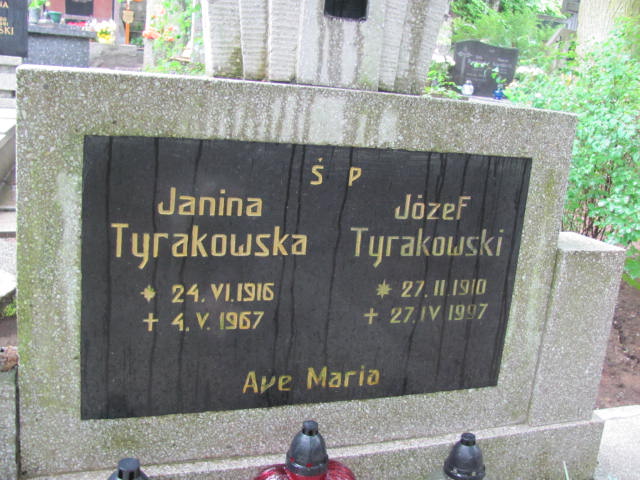 Ś P
Janina
Tyrakowska
* 24. VI. 1916
+ 4. V. 1967
Józef
Tyrakowski
* 27. II. 1910
+ 27. IV 1997
Ave Maria